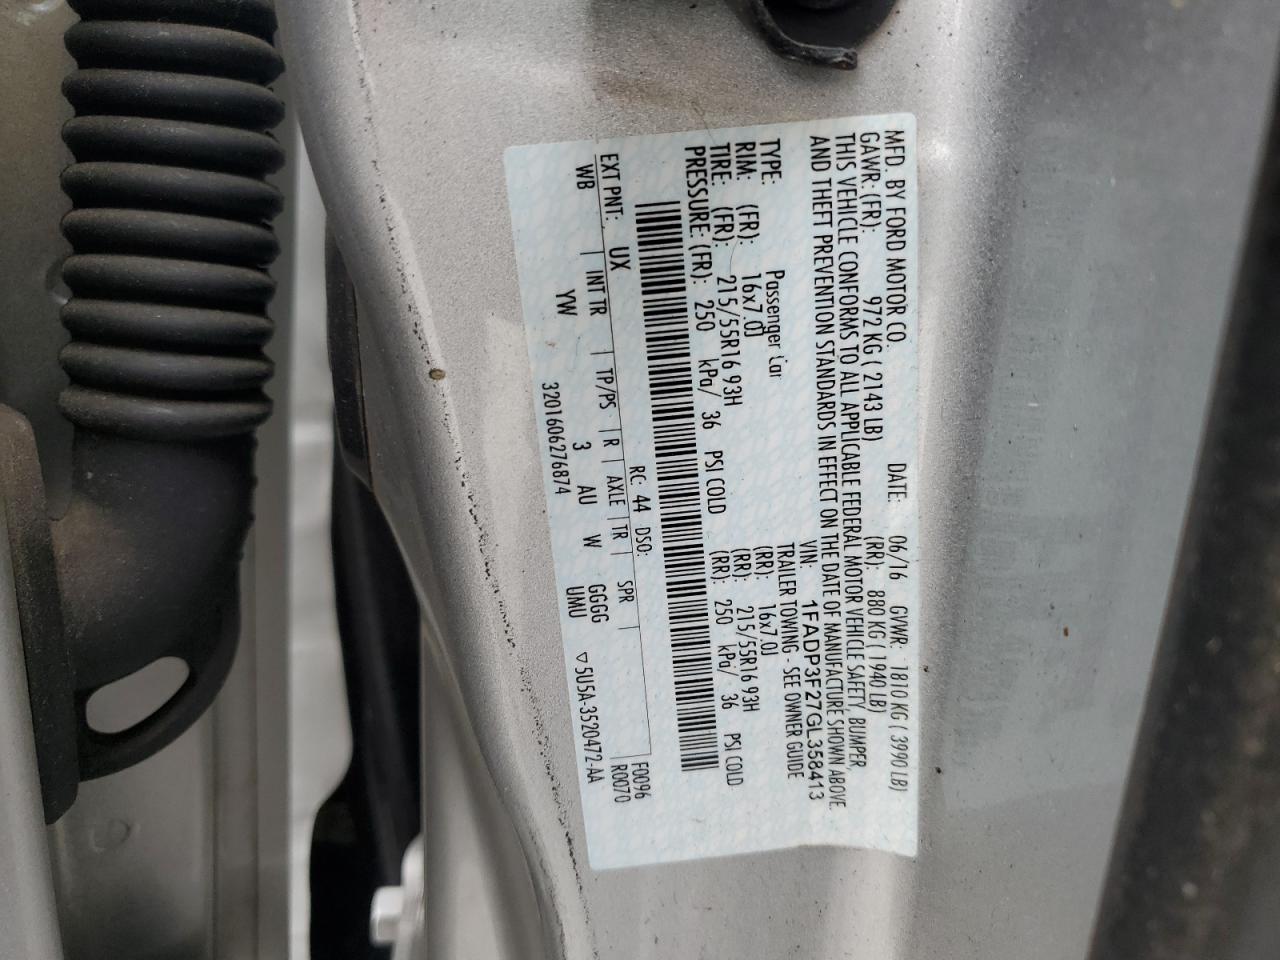 MFD. BY FORD MOTOR CO.
DATE: 06/16 GVWR: 1810 KG ( 3990 LB)
GAWR: (FR): 972 KG ( 2143 LB) (RR): 880 KG ( 1940 LB)
THIS VEHICLE CONFORMS TO ALL APPLICABLE FEDERAL MOTOR VEHICLE SAFETY, BUMPER
AND THEFT PREVENTION STANDARDS IN EFFECT ON THE DATE OF MANUFACTURE SHOWN ABOVE.
VIN: 1FADP3F27GL358413
TYPE: Passenger Car TRAILER TOWING - SEE OWNER GUIDE
RIM: (FR): 16x7.0J (RR): 16x7.0J
TIRE: (FR): 215/55R16 93H (RR): 215/55R16 93H
PRESSURE: (FR): 250 kPa/ 36 PSI COLD (RR): 250 kPa/ 36 PSI COLD
EXT PNT: UX RC: 44 DSO: F0096
WB | INT TR | TP/PS | R | AXLE | TR | SPR | R0070
YW 3 AU W GGGG
UMU
3201606276874 ▽5U5A-3520472-AA